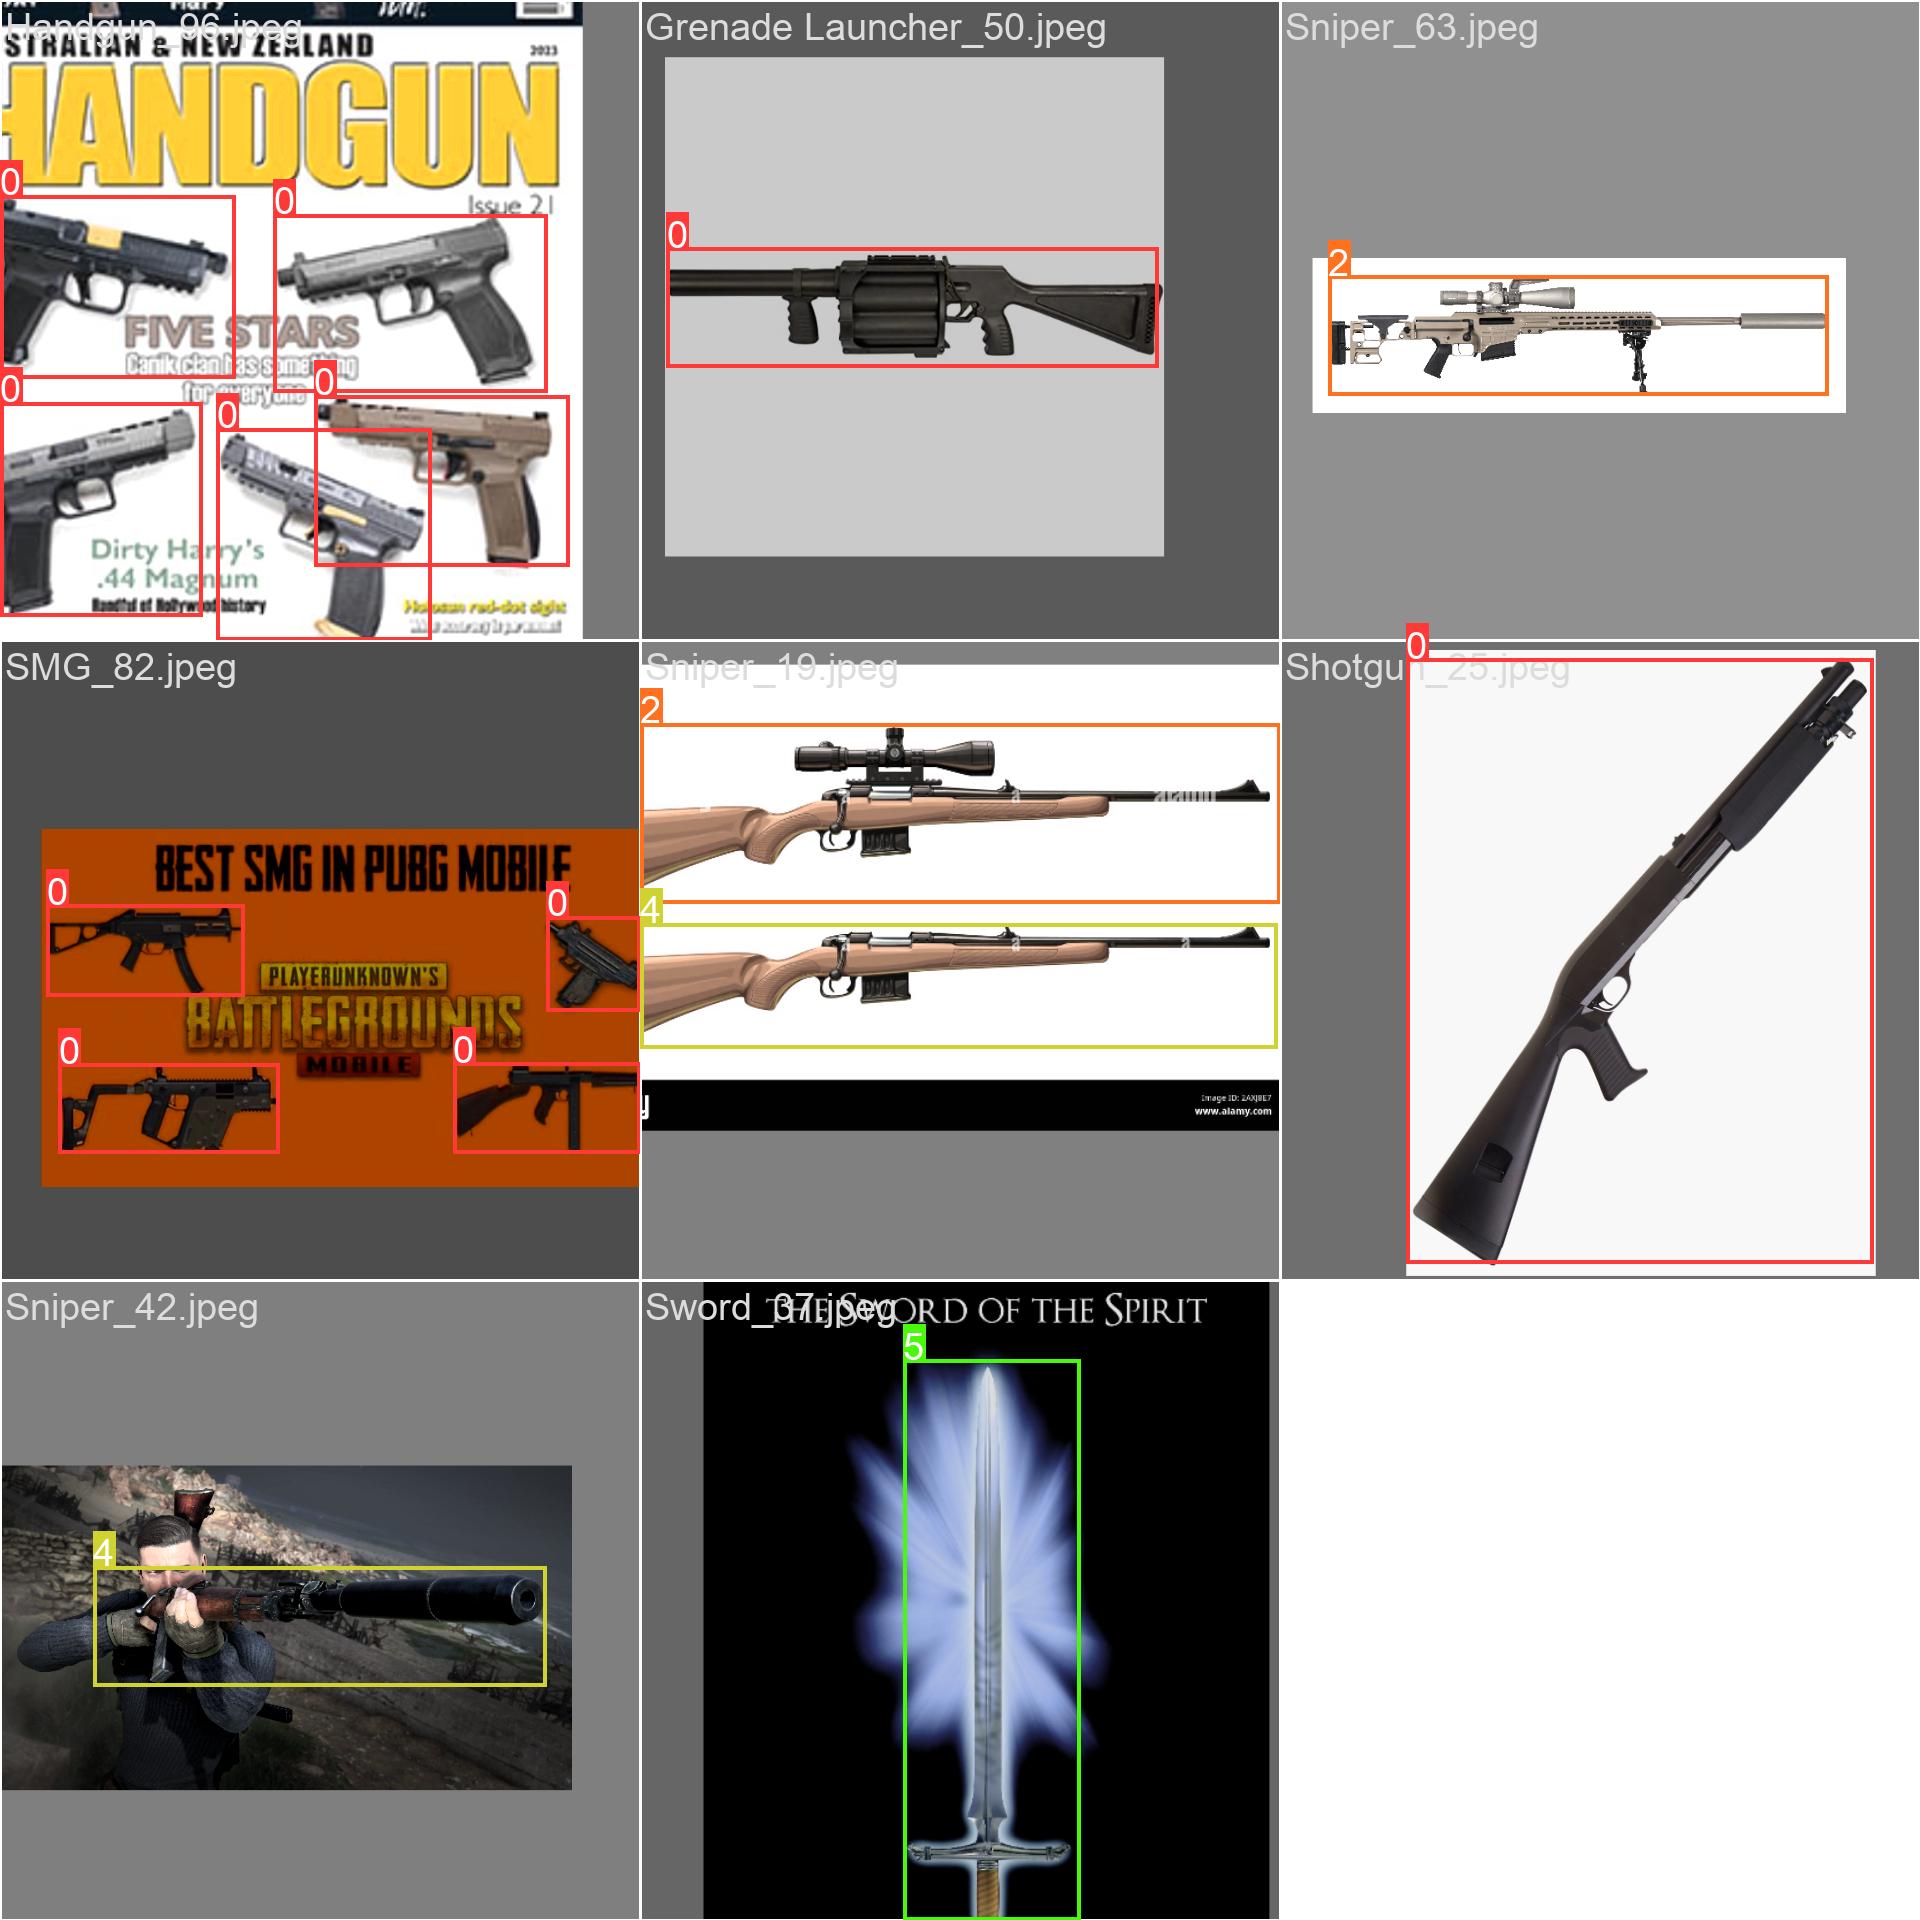 Handgun_96.jpeg
STRALIAN & NEW ZEALAND
2023
HANDGUN
Issue 21
0
0
FIVE STARS
Canik clan has something
for everyone
0
0
0
Dirty Harry's
.44 Magnum
Handful of Hollywood history
Holosun red-dot sight
Grenade Launcher_50.jpeg
0
Sniper_63.jpeg
2
SMG_82.jpeg
BEST SMG IN PUBG MOBILE
0
0
PLAYERUNKNOWN'S
BATTLEGROUNDS
MOBILE
0
0
Sniper_19.jpeg
2
4
Image ID: 2AXJ8E7
www.alamy.com
Shotgun_25.jpeg
0
Sniper_42.jpeg
4
Sword_37.jpeg
THE SWORD OF THE SPIRIT
5